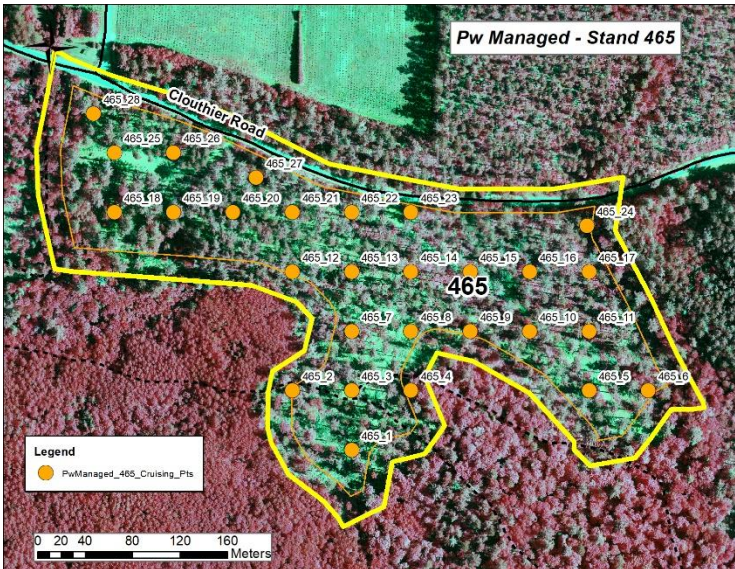 Pw Managed - Stand 465
Clouthier Road
465_28
465_25 465_26
465_27
465_18 465_19 465_20 465_21 465_22 465_23
465_24
465_12 465_13 465_14 465_15 465_16 465_17
465
465_7 465_8 465_9 465_10 465_11
465_2 465_3 465_4 465_5 465_6
465_1
Legend
PwManaged_465_Cruising_Pts
0 20 40 80 120 160
Meters